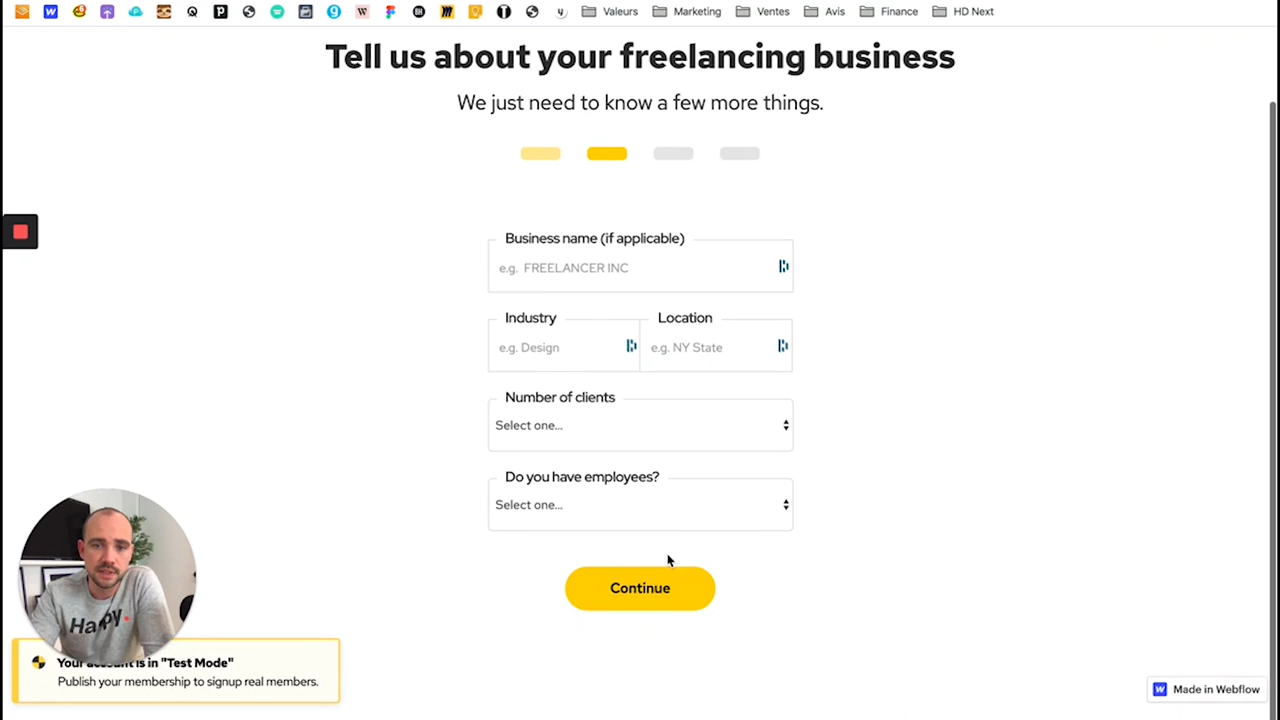 Valeurs Marketing Ventes Avis Finance HD Next
Tell us about your freelancing business
We just need to know a few more things.
Business name (if applicable)
e.g. FREELANCER INC
Industry Location
e.g. Design e.g. NY State
Number of clients
Select one...
Do you have employees?
Select one...
Continue
Happy.
Your account is in "Test Mode"
Publish your membership to signup real members.
Made in Webflow